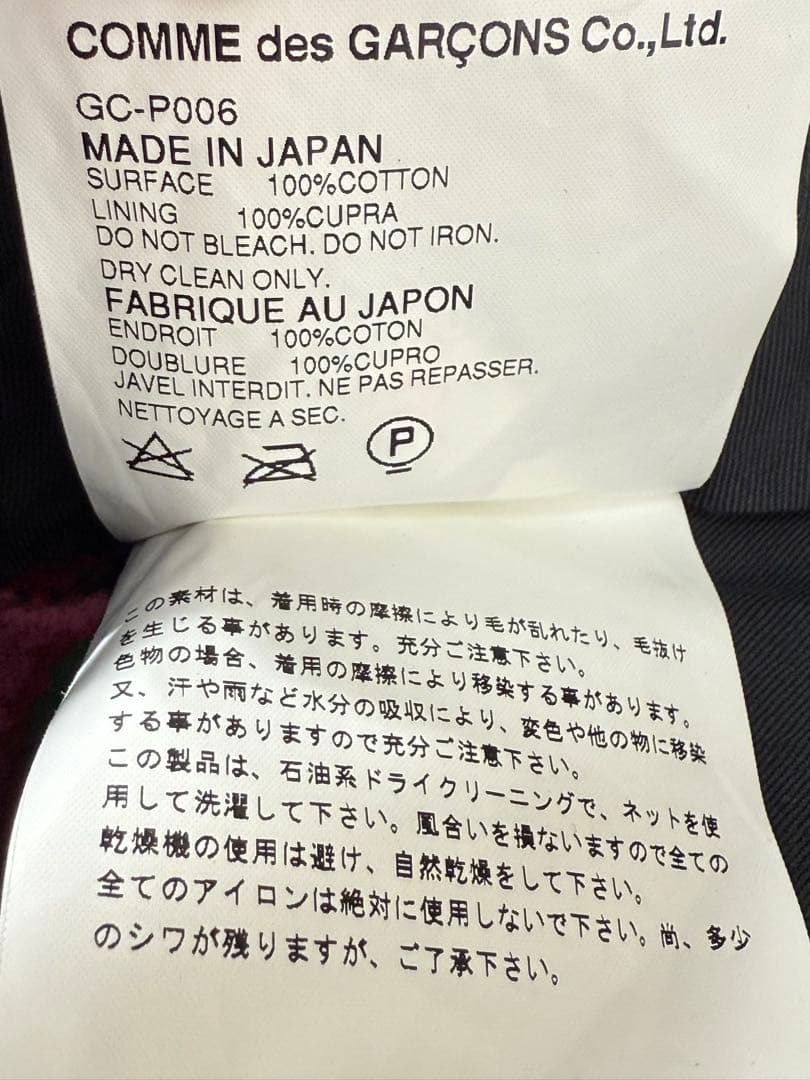 COMME des GARÇONS Co.,Ltd.
GC-P006
MADE IN JAPAN
SURFACE 100%COTTON
LINING 100%CUPRA
DO NOT BLEACH. DO NOT IRON.
DRY CLEAN ONLY.
FABRIQUE AU JAPON
ENDROIT 100%COTON
DOUBLURE 100%CUPRO
JAVEL INTERDIT. NE PAS REPASSER.
NETTOYAGE A SEC.
P
この素材は、着用時の摩擦により毛が乱れたり、毛抜け
を生じる事があります。充分ご注意下さい。
色物の場合、着用の摩擦により移染する事があります。
又、汗や雨など水分の吸収により、変色や他の物に移染
する事がありますので充分ご注意下さい。
この製品は、石油系ドライクリーニングで、ネットを使
用して洗濯して下さい。風合いを損ないますので全ての
乾燥機の使用は避け、自然乾燥をして下さい。
全てのアイロンは絶対に使用しないで下さい。尚、多少
のシワが残りますが、ご了承下さい。